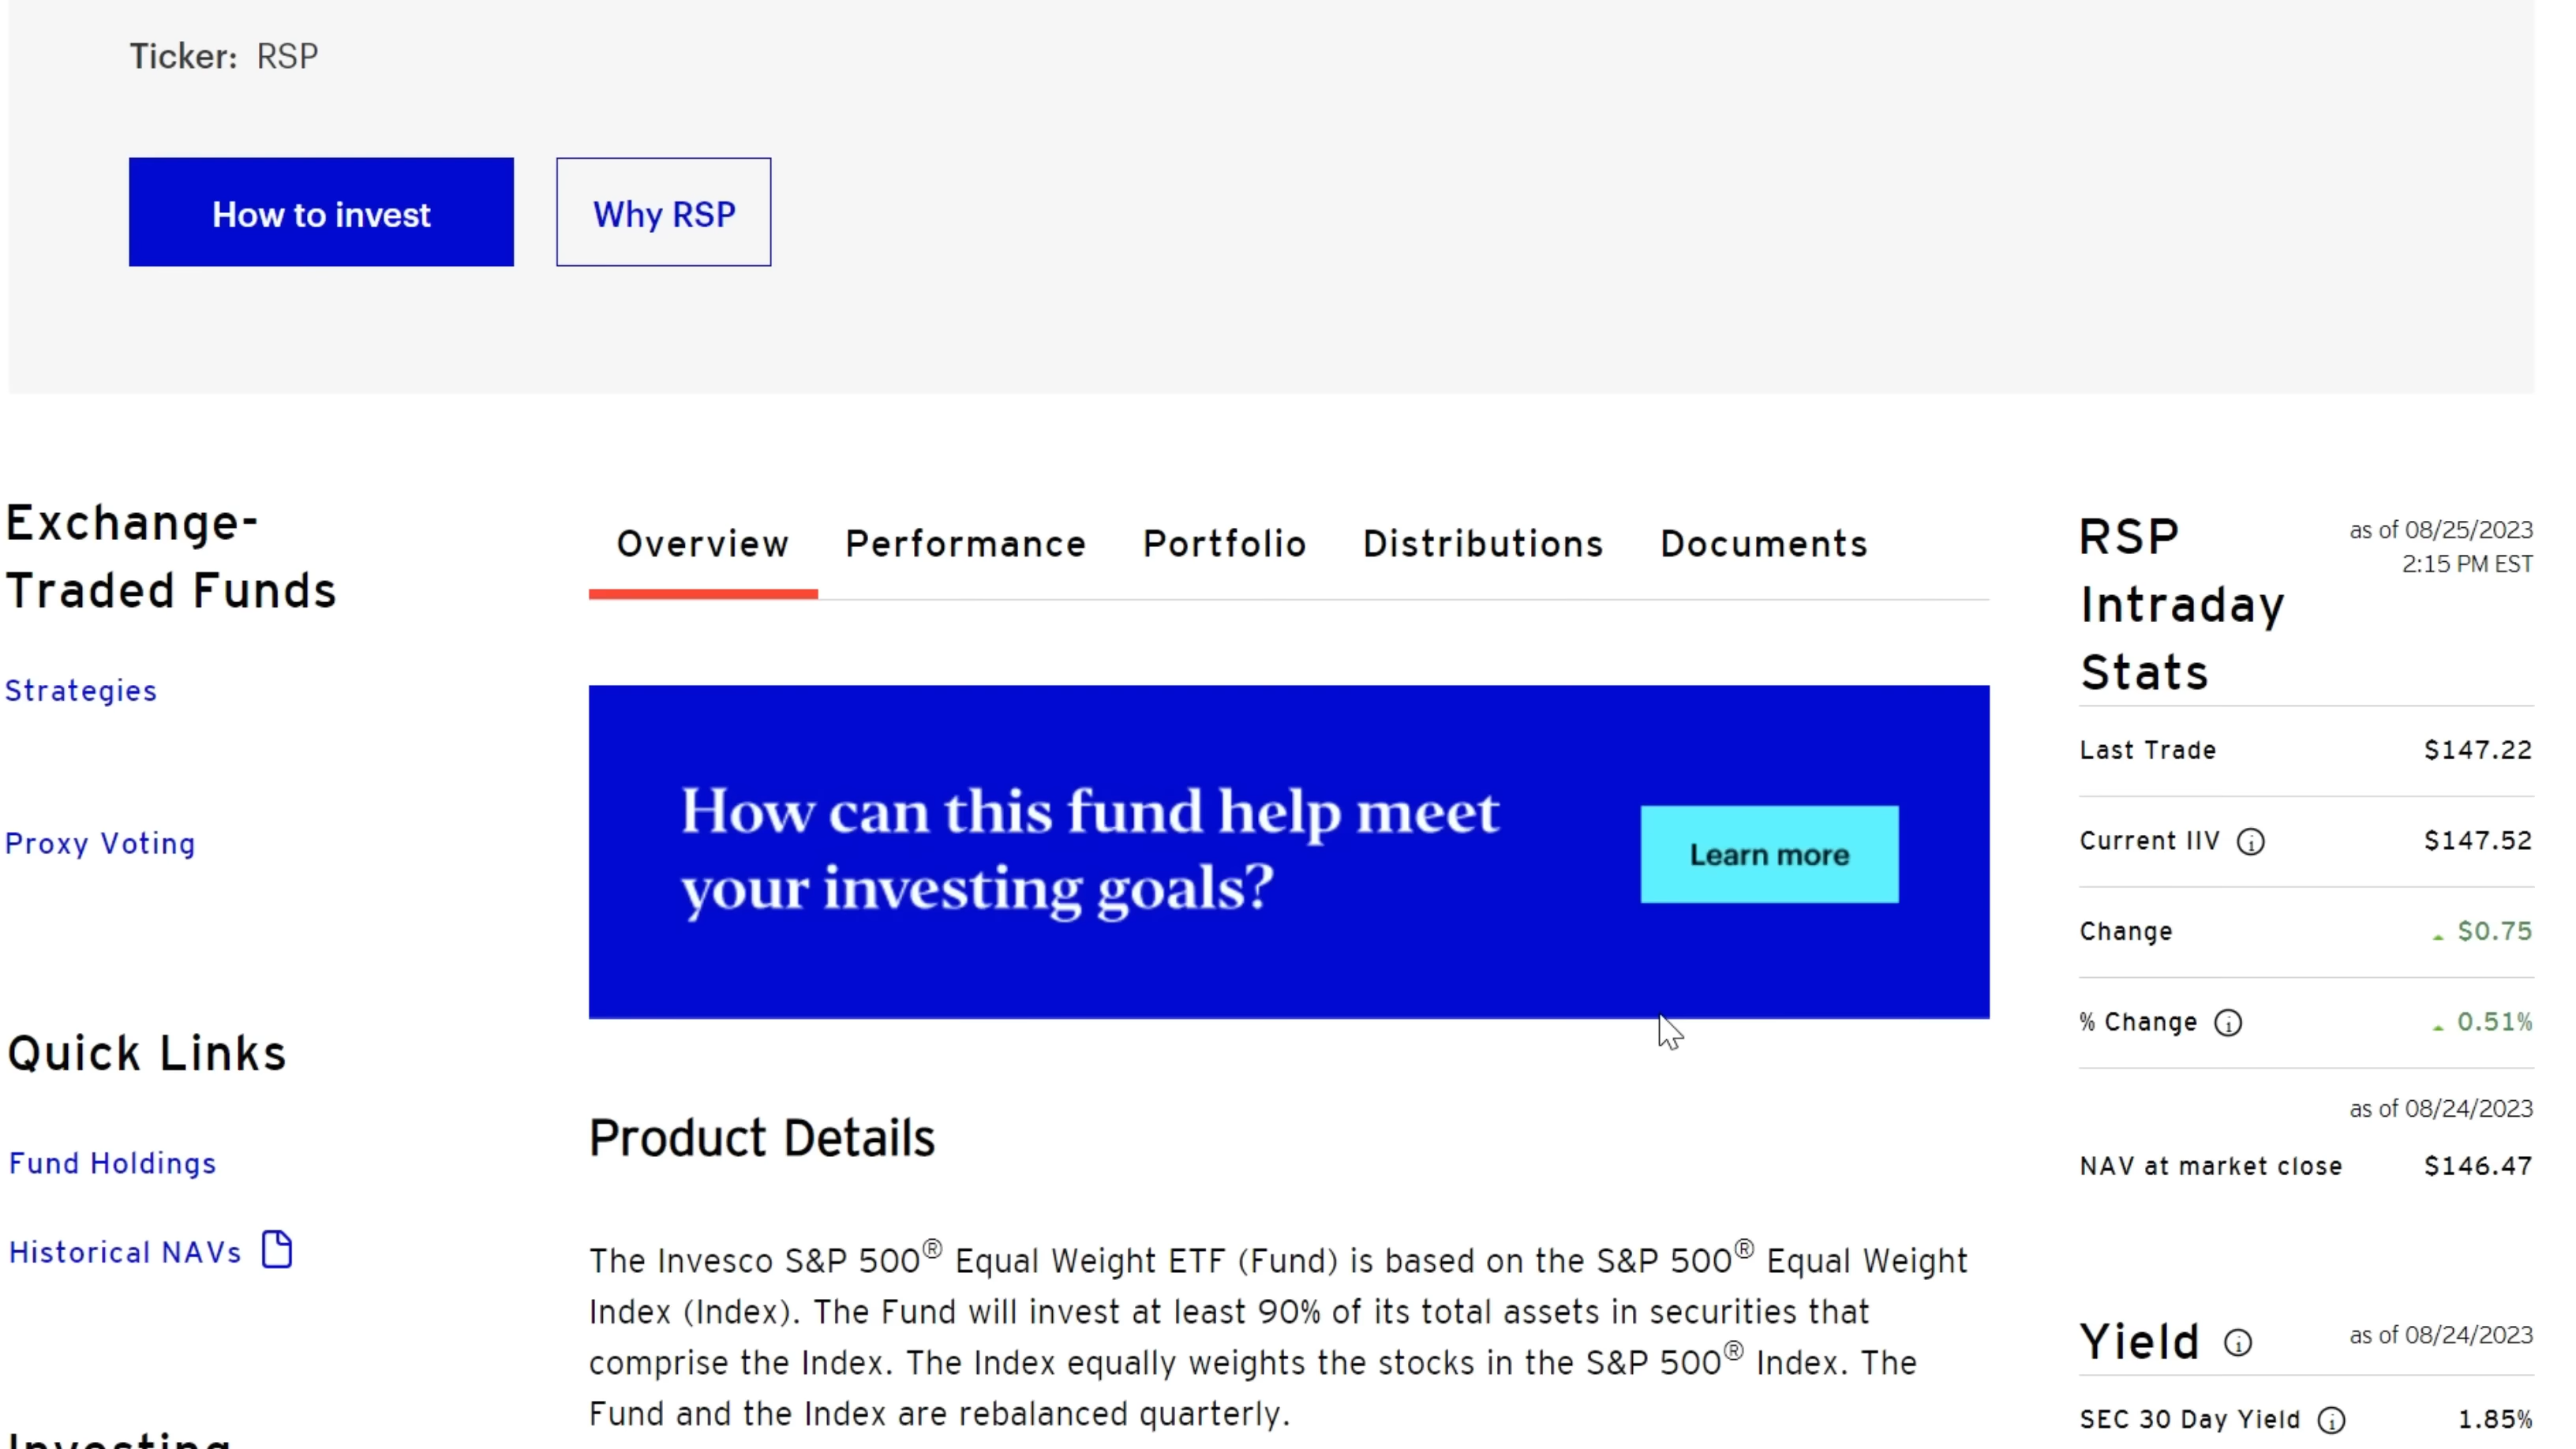 Ticker: RSP
How to invest
Why RSP
Exchange-
Traded Funds
Strategies
Proxy Voting
Quick Links
Fund Holdings
Historical NAVs
Investing
Overview Performance Portfolio Distributions Documents
How can this fund help meet
your investing goals?
Learn more
Product Details
The Invesco S&P 500® Equal Weight ETF (Fund) is based on the S&P 500® Equal Weight
Index (Index). The Fund will invest at least 90% of its total assets in securities that
comprise the Index. The Index equally weights the stocks in the S&P 500® Index. The
Fund and the Index are rebalanced quarterly.
RSP
Intraday
Stats
as of 08/25/2023
2:15 PM EST
Last Trade $147.22
Current IIV $147.52
Change $0.75
% Change 0.51%
as of 08/24/2023
NAV at market close $146.47
Yield as of 08/24/2023
SEC 30 Day Yield 1.85%